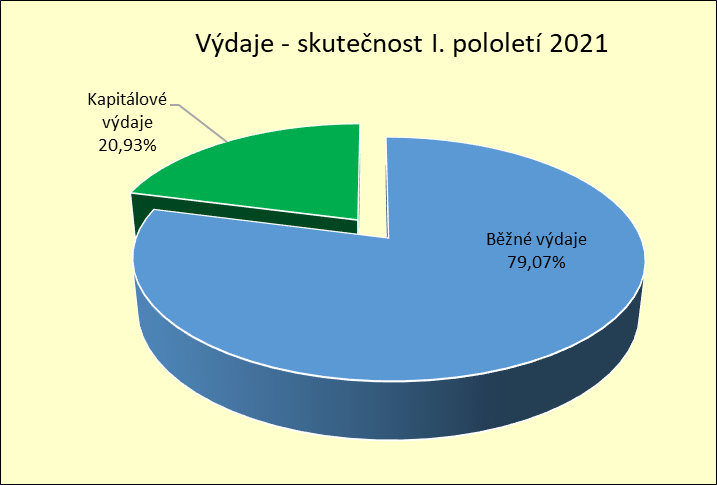 Výdaje - skutečnost I. pololetí 2021
Kapitálové
výdaje
20,93%
Běžné výdaje
79,07%